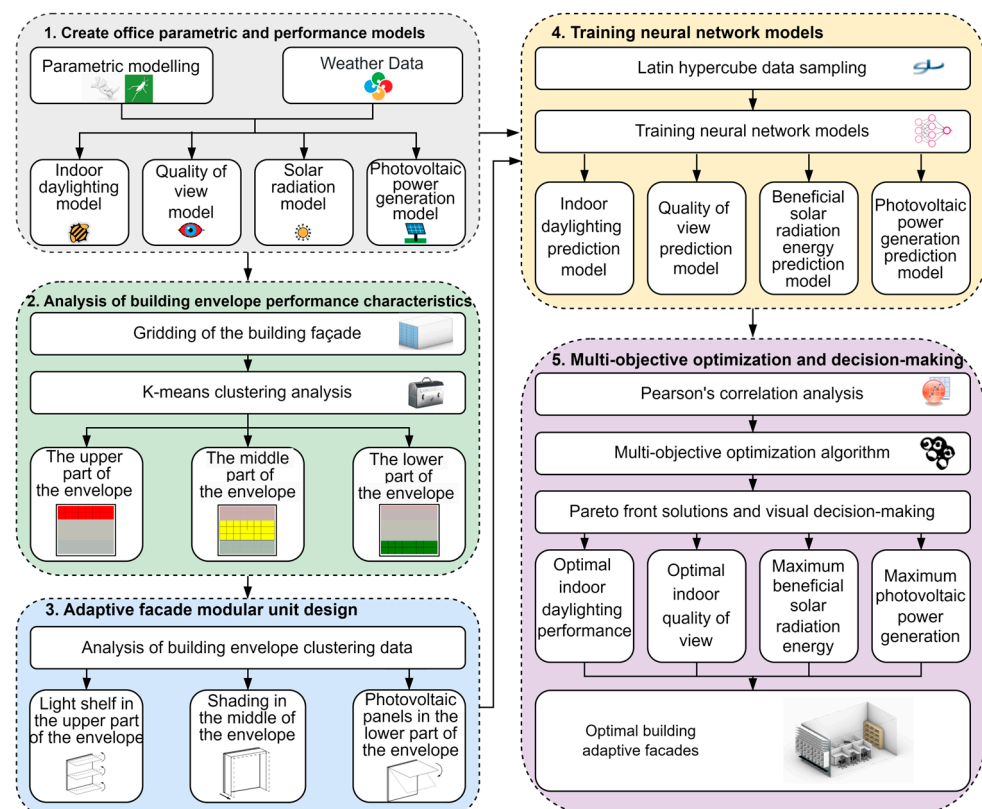 1. Create office parametric and performance models
Parametric modelling
Weather Data
Indoor
daylighting
model
Quality of
view
model
Solar
radiation
model
Photovoltaic
power
generation
model
2. Analysis of building envelope performance characteristics
Gridding of the building façade
K-means clustering analysis
The upper
part of
the envelope
The middle
part of
the envelope
The lower
part of
the envelope
3. Adaptive facade modular unit design
Analysis of building envelope clustering data
Light shelf in
the upper part
of the envelope
Shading in
the middle of
the envelope
Photovoltaic
panels in the
lower part of
the envelope
4. Training neural network models
Latin hypercube data sampling
Training neural network models
Indoor
daylighting
prediction
model
Quality of
view
prediction
model
Beneficial
solar
radiation
energy
prediction
model
Photovoltaic
power
generation
prediction
model
5. Multi-objective optimization and decision-making
Pearson's correlation analysis
Multi-objective optimization algorithm
Pareto front solutions and visual decision-making
Optimal
indoor
daylighting
performance
Optimal
indoor
quality of
view
Maximum
beneficial
solar
radiation
energy
Maximum
photovoltaic
power
generation
Optimal building
adaptive facades